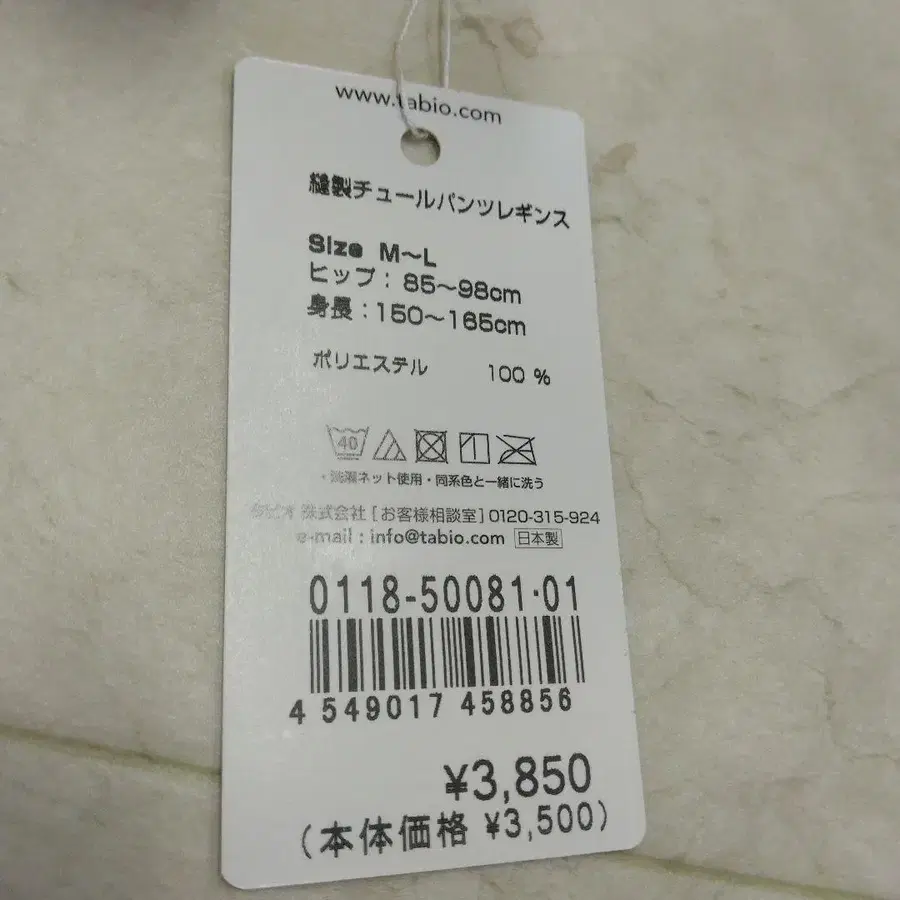 www.tabio.com
縫製チュールパンツレギンス
Size M〜L
ヒップ：85〜98cm
身長：150〜165cm
ポリエステル 100 %
40
・洗濯ネット使用・同系色と一緒に洗う
タビオ 株式会社［お客様相談室］0120-315-924
e-mail : info@tabio.com 日本製
0118-50081·01
4 549017 458856
¥3,850
（本体価格 ¥3,500）